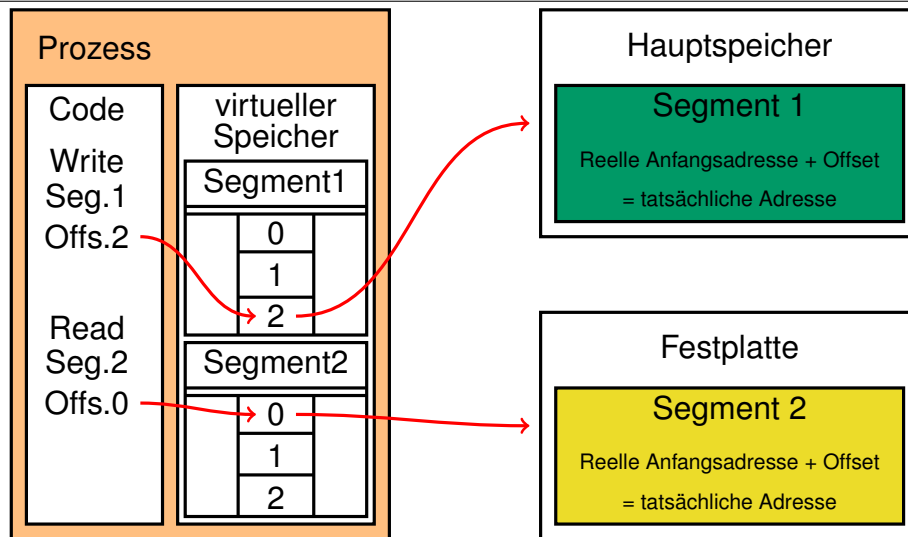 Prozess
Code
Write
Seg.1
Offs.2
Read
Seg.2
Offs.0
virtueller
Speicher
Segment1
0
1
2
Segment2
0
1
2
Hauptspeicher
Segment 1
Reelle Anfangsadresse + Offset
= tatsächliche Adresse
Festplatte
Segment 2
Reelle Anfangsadresse + Offset
= tatsächliche Adresse